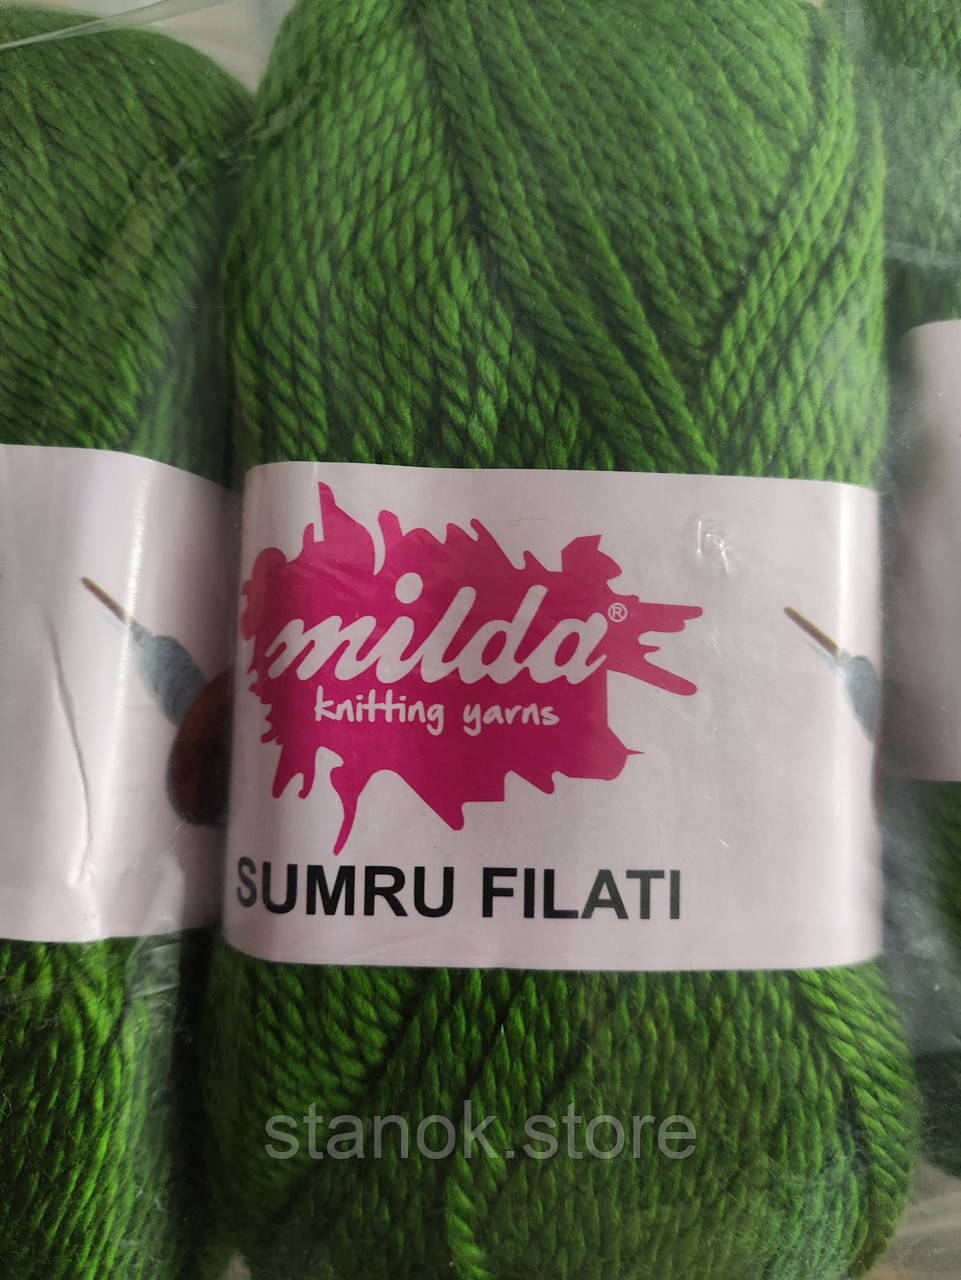 milda®
knitting yarns
SUMRU FILATI
stanok.store